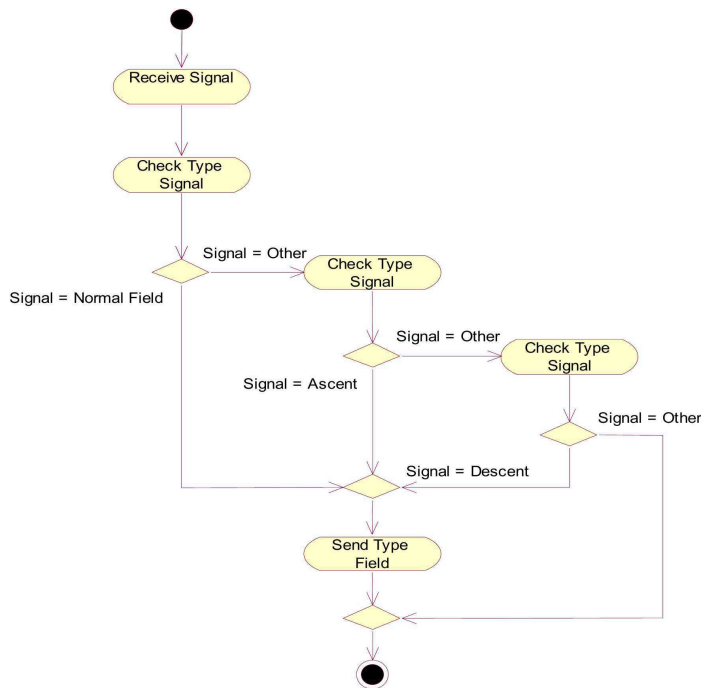 Receive Signal
Check Type
Signal
Signal = Other
Check Type
Signal
Signal = Normal Field
Signal = Other
Check Type
Signal
Signal = Ascent
Signal = Other
Signal = Descent
Send Type
Field